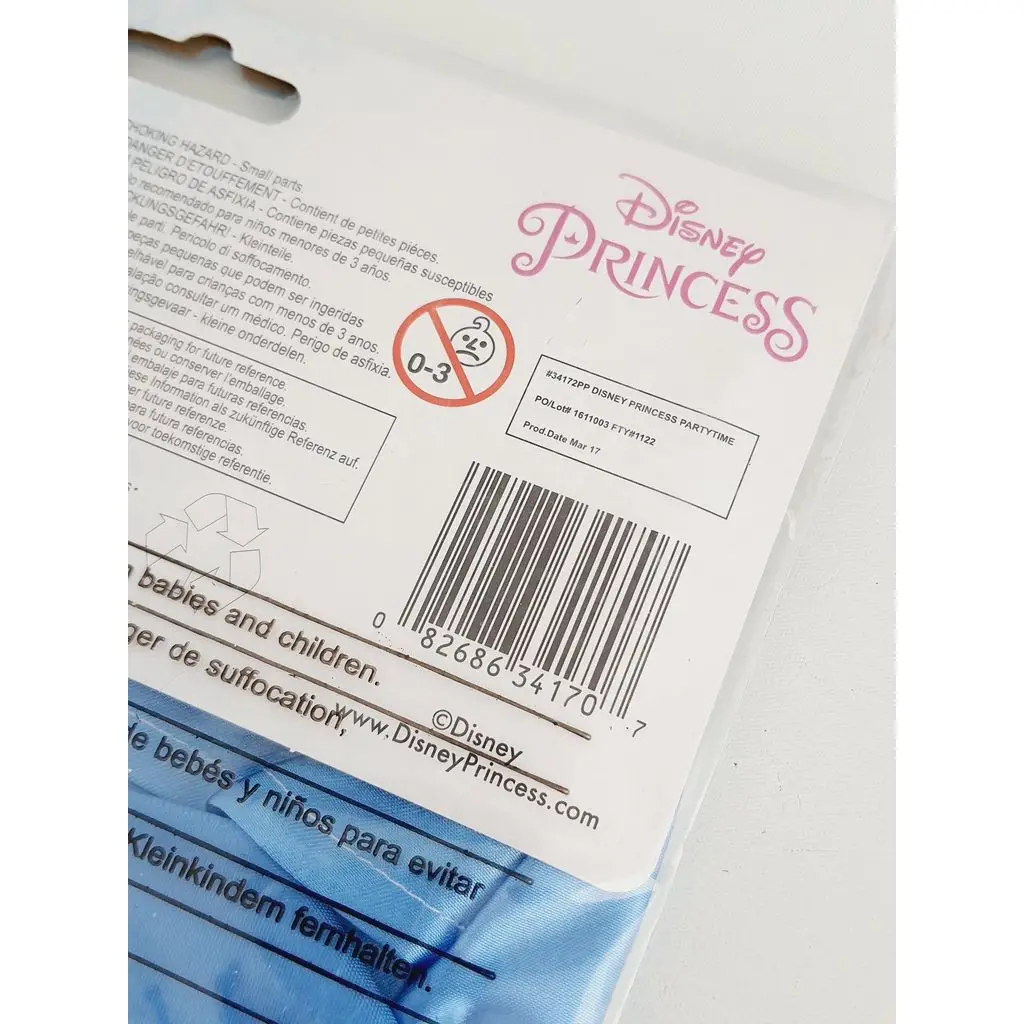 CHOKING HAZARD - Small parts.
DANGER D'ETOUFFEMENT - Contient de petites piéces.
PELIGRO DE ASFIXIA - Contiene piezas pequeñas susceptibles
recomendado para niños menores de 3 años.
- Kleinteile.
parti. Pericolo di soffocamento.
peças pequenas que podem ser ingeridas
para crianças com menos de 3 anos.
consultar um médico. Perigo de asfixia.
- kleine onderdelen.
packaging for future reference.
ou conserver l'emballage.
embalaje para futuras referencias.
Information als zukünftige Referenz auf.
future referenze.
para futura referencias.
voor toekomstige referentie.
Disney
PRINCESS
0-3
#34172PP DISNEY PRINCESS PARTYTIME
PO/Lot# 1611003 FTY#1122
Prod.Date Mar 17
0 82686 34170 7
©Disney
www.DisneyPrincess.com
babies and children.
de suffocation,
de bebés y niños para evitar
Kleinkindern fernhalten.